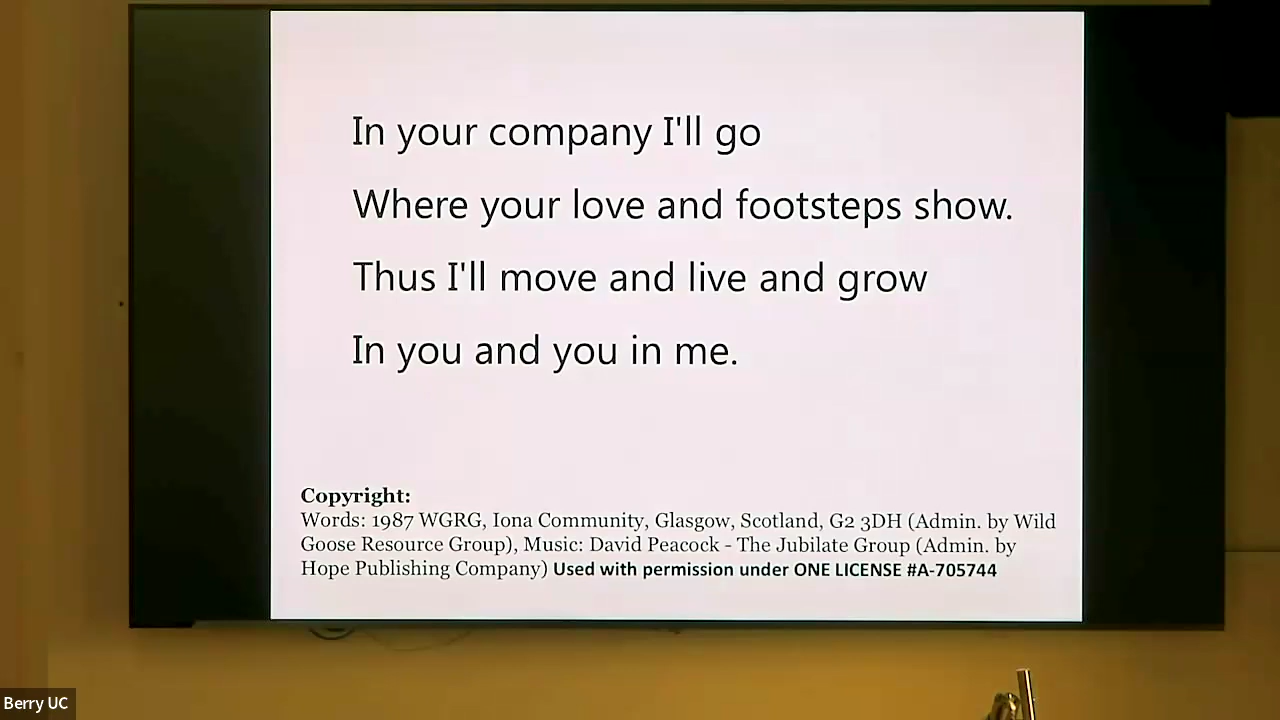 In your company I'll go
Where your love and footsteps show.
Thus I'll move and live and grow
In you and you in me.
Copyright:
Words: 1987 WGRG, Iona Community, Glasgow, Scotland, G2 3DH (Admin. by Wild
Goose Resource Group), Music: David Peacock - The Jubilate Group (Admin. by
Hope Publishing Company) Used with permission under ONE LICENSE #A-705744
Berry UC